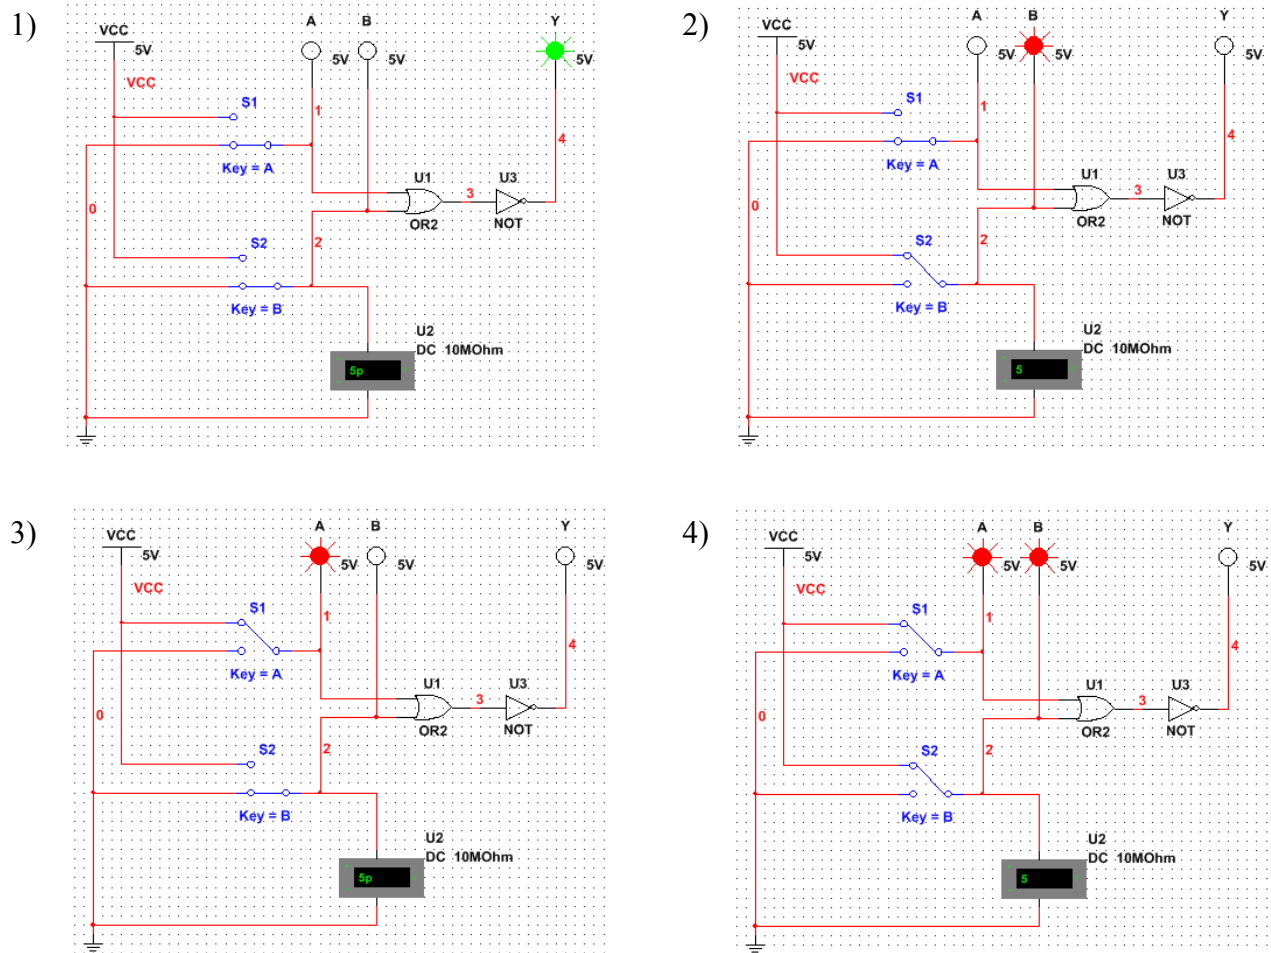 1)
VCC
5V
VCC
A
B
Y
5V
5V
5V
S1
1
Key = A
4
U1
3
U3
OR2
NOT
0
S2
2
Key = B
U2
DC 10MOhm
5p
2)
VCC
5V
VCC
A
B
Y
5V
5V
5V
S1
1
Key = A
4
U1
3
U3
OR2
NOT
0
S2
2
Key = B
U2
DC 10MOhm
5
3)
VCC
5V
VCC
A
B
Y
5V
5V
5V
S1
1
Key = A
4
U1
3
U3
OR2
NOT
0
S2
2
Key = B
U2
DC 10MOhm
5p
4)
VCC
5V
VCC
A
B
Y
5V
5V
5V
S1
1
Key = A
4
U1
3
U3
OR2
NOT
0
S2
2
Key = B
U2
DC 10MOhm
5